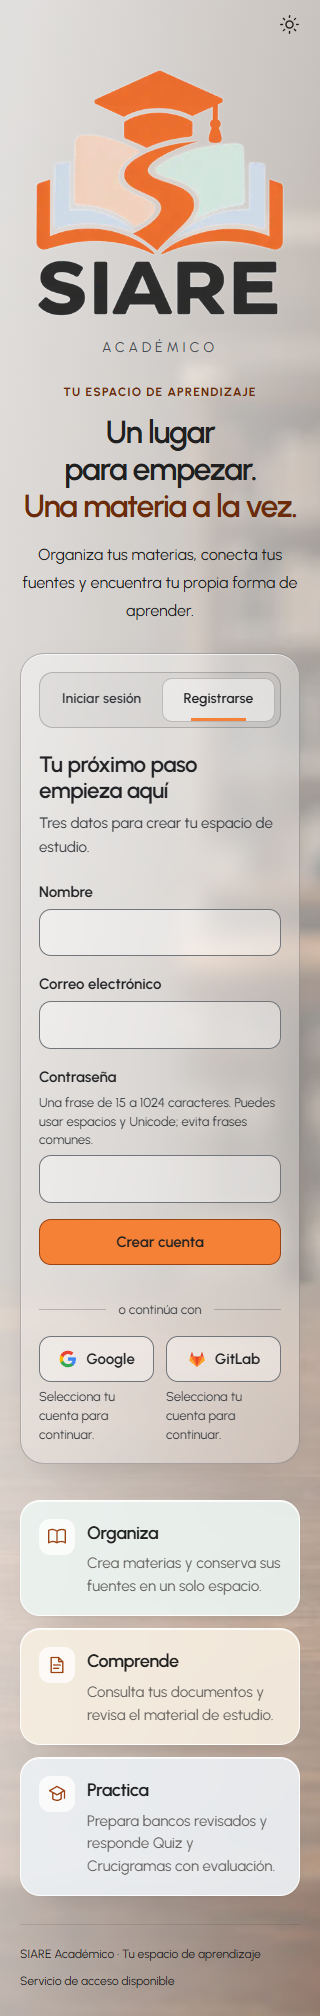 SIARE
ACADÉMICO
TU ESPACIO DE APRENDIZAJE
Un lugar
para empezar.
Una materia a la vez.
Organiza tus materias, conecta tus
fuentes y encuentra tu propia forma de
aprender.
Iniciar sesión
Registrarse
Tu próximo paso
empieza aquí
Tres datos para crear tu espacio de
estudio.
Nombre
Correo electrónico
Contraseña
Una frase de 15 a 1024 caracteres. Puedes
usar espacios y Unicode; evita frases
comunes.
Crear cuenta
o continúa con
Google
Selecciona tu
cuenta para
continuar.
GitLab
Selecciona tu
cuenta para
continuar.
Organiza
Crea materias y conserva sus
fuentes en un solo espacio.
Comprende
Consulta tus documentos y
revisa el material de estudio.
Practica
Prepara bancos revisados y
responde Quiz y
Crucigramas con evaluación.
SIARE Académico · Tu espacio de aprendizaje
Servicio de acceso disponible